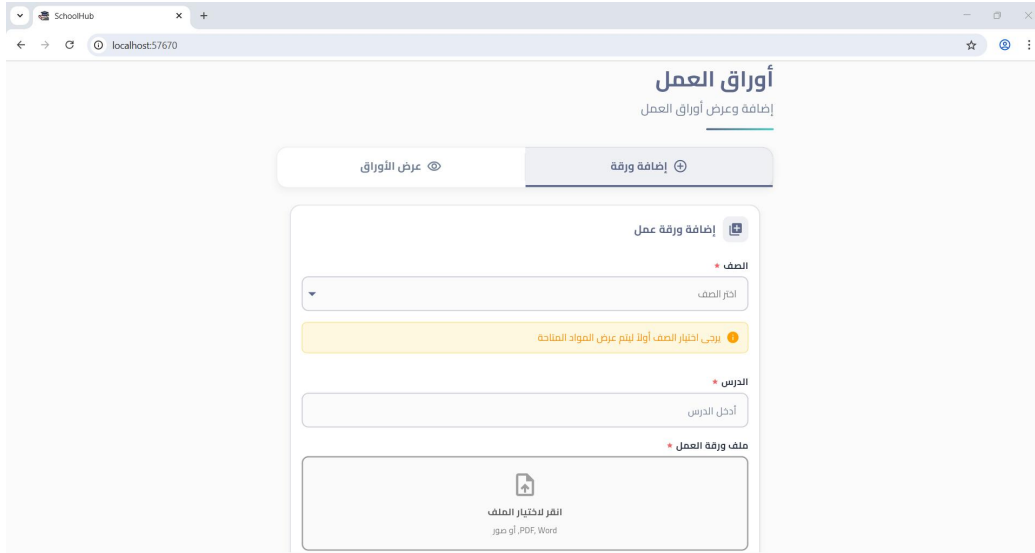 SchoolHub
localhost:57670
أوراق العمل
إضافة وعرض أوراق العمل
إضافة ورقة
عرض الأوراق
إضافة ورقة عمل
الصف *
اختر الصف
يرجى اختيار الصف أولاً ليتم عرض المواد المتاحة
الدرس *
أدخل الدرس
ملف ورقة العمل *
انقر لاختيار الملف
PDF, Word, أو صور